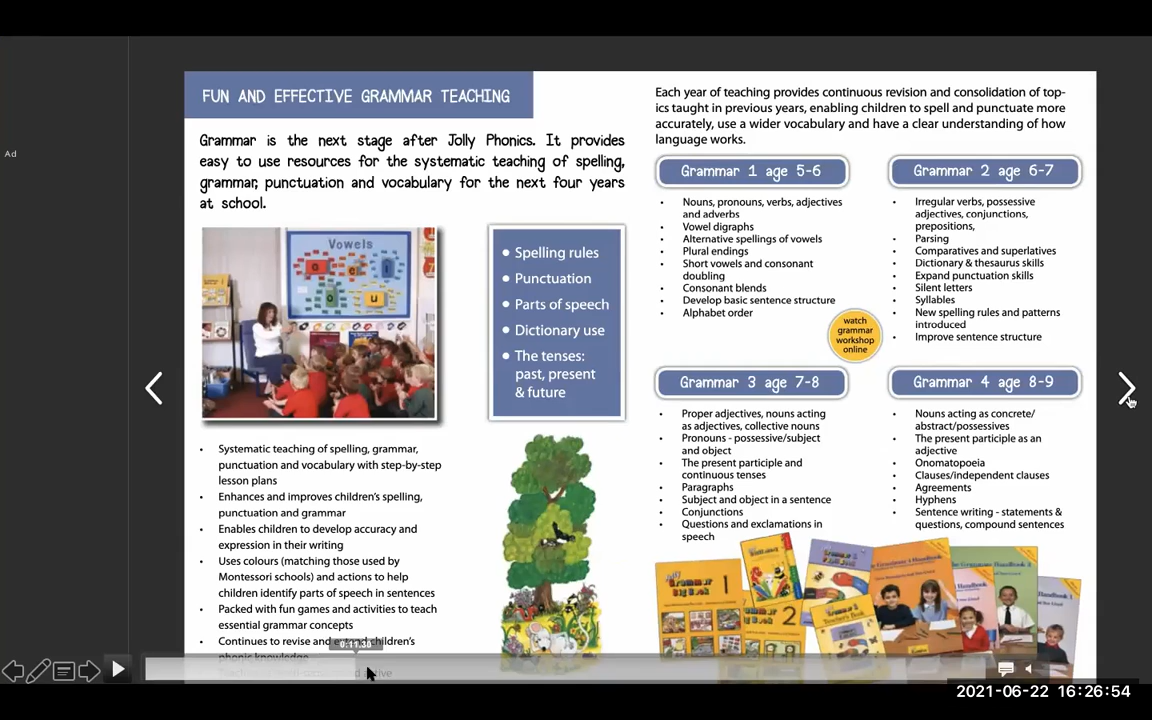 Ad
FUN AND EFFECTIVE GRAMMAR TEACHING
Grammar is the next stage after Jolly Phonics. It provides
easy to use resources for the systematic teaching of spelling,
grammar, punctuation and vocabulary for the next four years
at school.
Vowels
• Spelling rules
• Punctuation
• Parts of speech
• Dictionary use
• The tenses:
past, present
& future
• Systematic teaching of spelling, grammar,
punctuation and vocabulary with step-by-step
lesson plans
• Enhances and improves children's spelling,
punctuation and grammar
• Enables children to develop accuracy and
expression in their writing
• Uses colours (matching those used by
Montessori schools) and actions to help
children identify parts of speech in sentences
• Packed with fun games and activities to teach
essential grammar concepts
• Continues to revise and extend children's
phonic knowledge
Each year of teaching provides continuous revision and consolidation of top-
ics taught in previous years, enabling children to spell and punctuate more
accurately, use a wider vocabulary and have a clear understanding of how
language works.
Grammar 1 age 5-6
• Nouns, pronouns, verbs, adjectives
and adverbs
• Vowel digraphs
• Alternative spellings of vowels
• Plural endings
• Short vowels and consonant
doubling
• Consonant blends
• Develop basic sentence structure
• Alphabet order
Grammar 2 age 6-7
• Irregular verbs, possessive
adjectives, conjunctions,
prepositions,
• Parsing
• Comparatives and superlatives
• Dictionary & thesaurus skills
• Expand punctuation skills
• Silent letters
• Syllables
• New spelling rules and patterns
introduced
• Improve sentence structure
watch
grammar
workshop
online
Grammar 3 age 7-8
• Proper adjectives, nouns acting
as adjectives, collective nouns
• Pronouns - possessive/subject
and object
• The present participle and
continuous tenses
• Paragraphs
• Subject and object in a sentence
• Conjunctions
• Questions and exclamations in
speech
Grammar 4 age 8-9
• Nouns acting as concrete/
abstract/possessives
• The present participle as an
adjective
• Onomatopoeia
• Clauses/independent clauses
• Agreements
• Hyphens
• Sentence writing - statements &
questions, compound sentences
Grammar
Big Book 1
2
Teacher's Book
2021-06-22 16:26:54